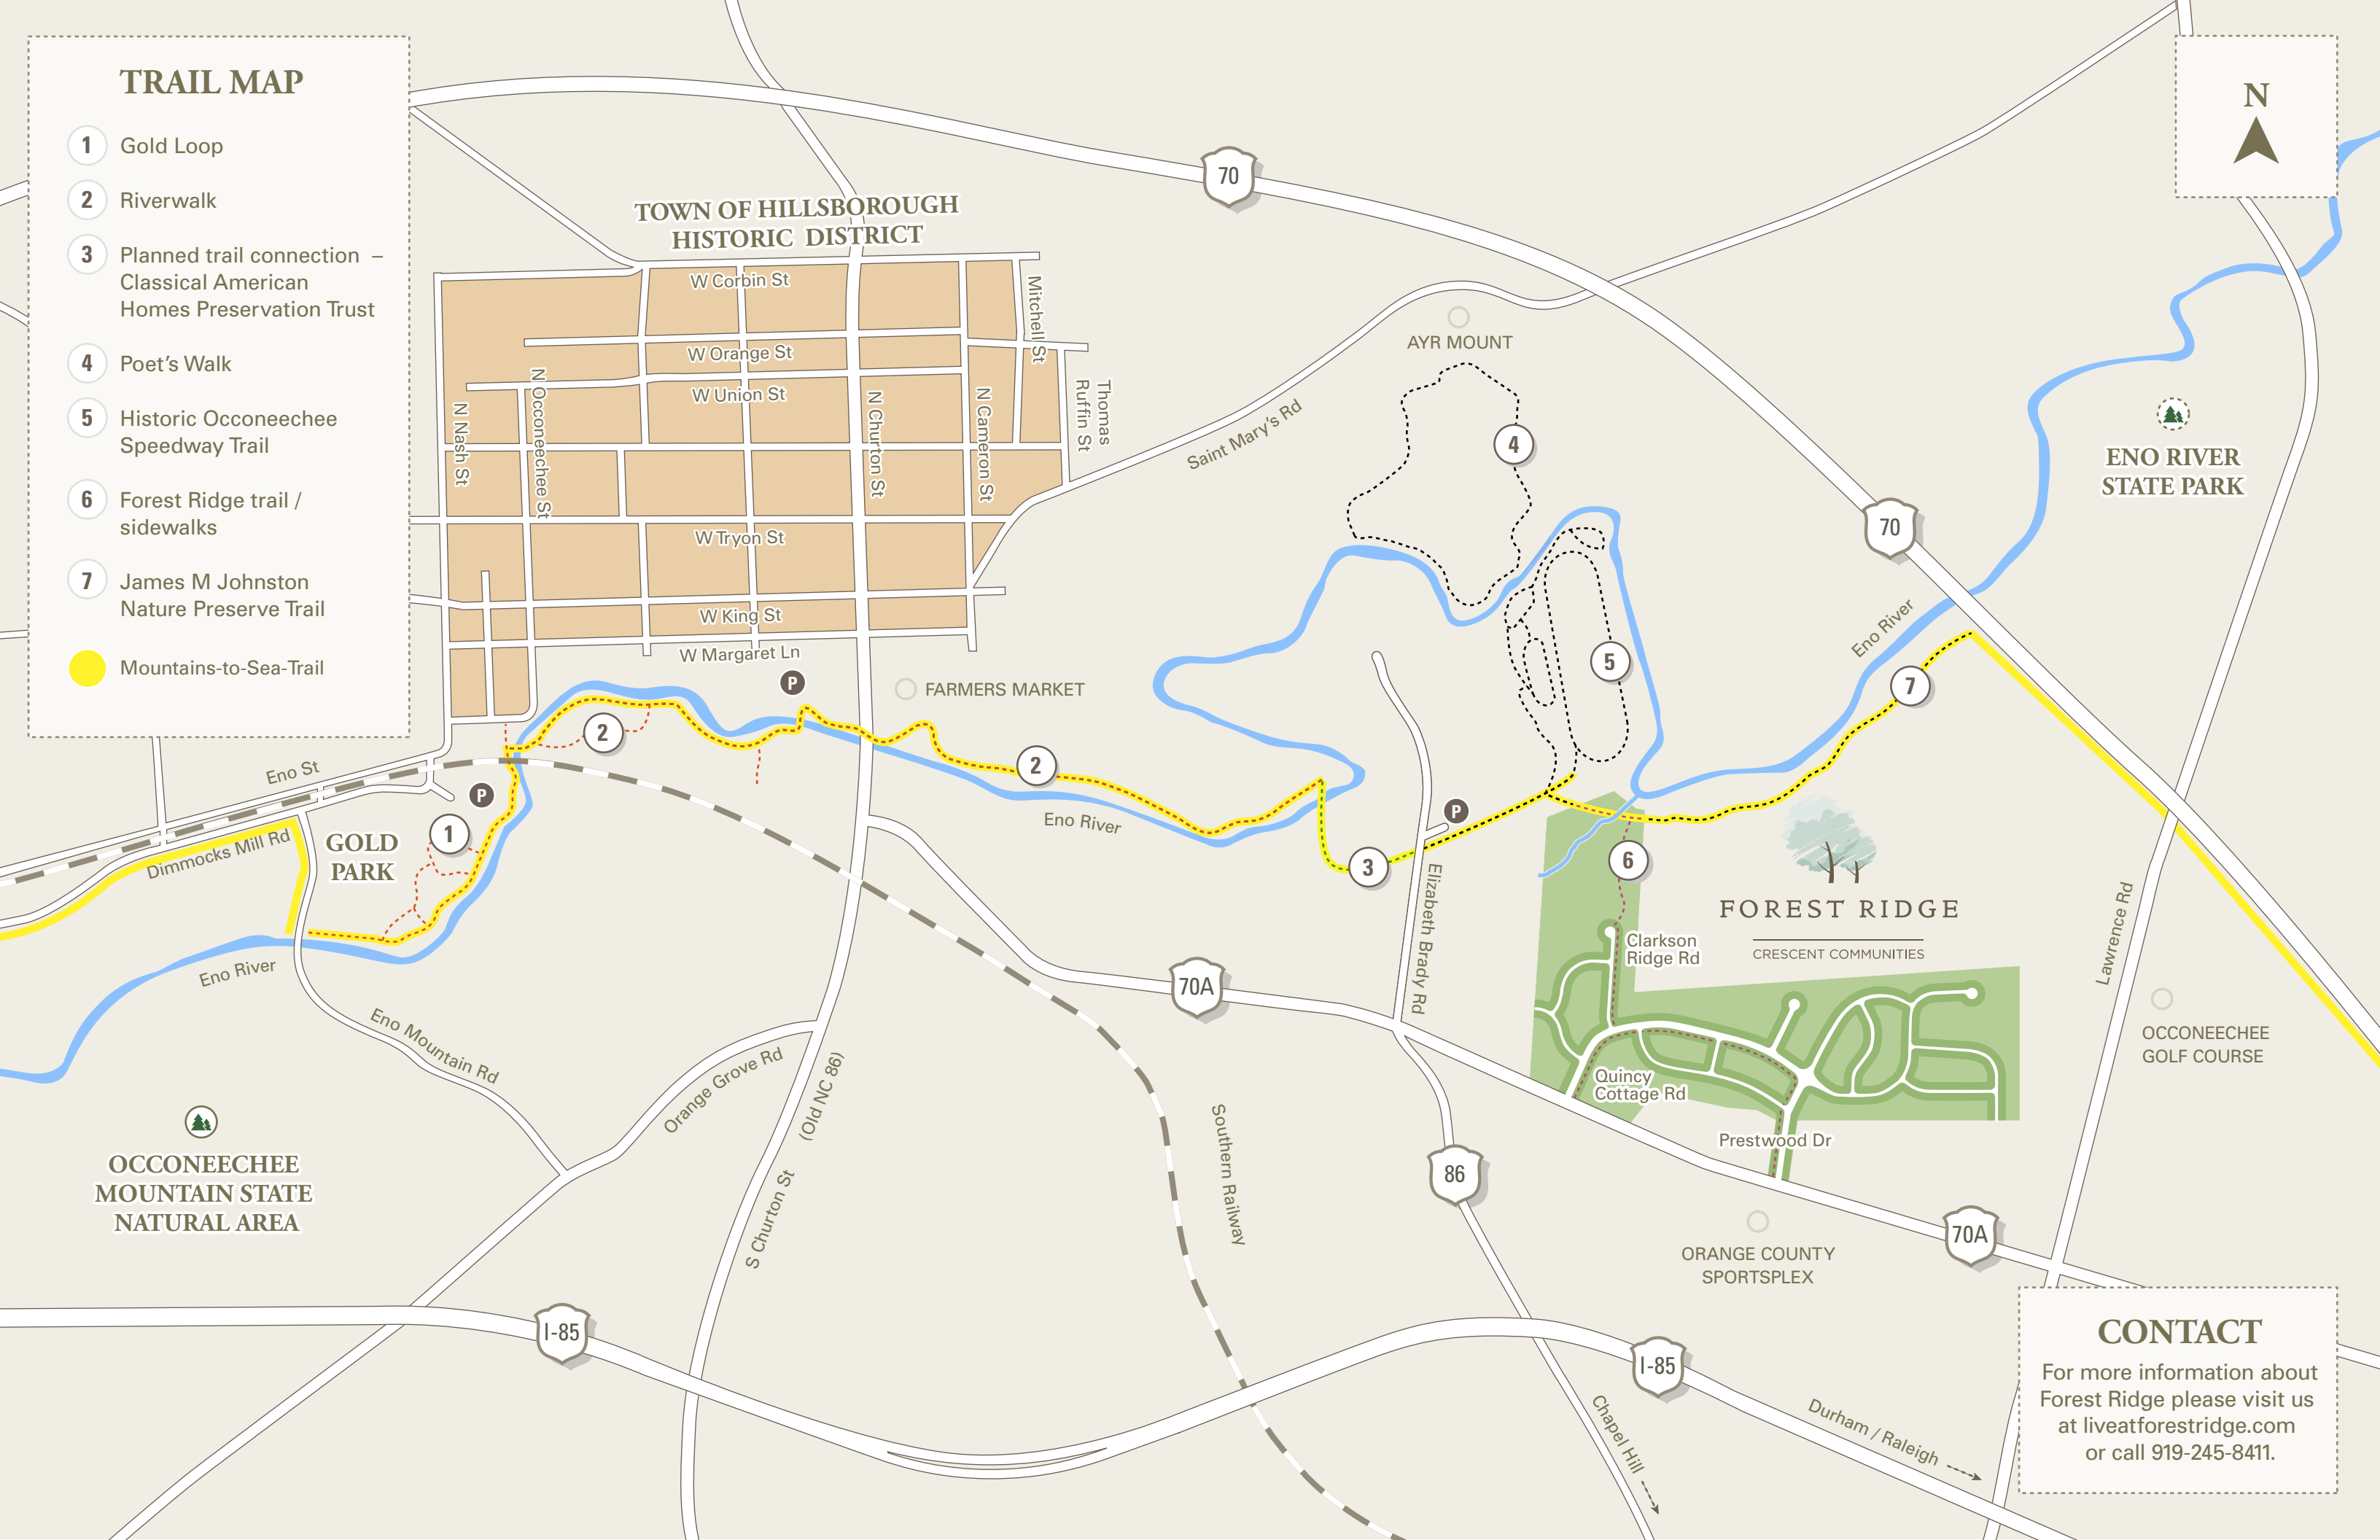 TRAIL MAP
1 Gold Loop
2 Riverwalk
3 Planned trail connection –
Classical American
Homes Preservation Trust
4 Poet's Walk
5 Historic Occoneechee
Speedway Trail
6 Forest Ridge trail /
sidewalks
7 James M Johnston
Nature Preserve Trail
Mountains-to-Sea-Trail
N
70
TOWN OF HILLSBOROUGH
HISTORIC DISTRICT
W Corbin St
W Orange St
W Union St
W Tryon St
W King St
W Margaret Ln
N Nash St
N Occoneechee St
N Churton St
N Cameron St
Mitchell St
Thomas
Ruffin St
Saint Mary's Rd
AYR MOUNT
4
5
70
ENO RIVER
STATE PARK
Eno River
7
P
FARMERS MARKET
2
2
Eno River
P
3
6
Eno St
P
1
GOLD
PARK
Dimmocks Mill Rd
Eno River
Eno Mountain Rd
Elizabeth Brady Rd
FOREST RIDGE
CRESCENT COMMUNITIES
Clarkson
Ridge Rd
Quincy
Cottage Rd
Prestwood Dr
Lawrence Rd
OCCONEECHEE
GOLF COURSE
70A
Orange Grove Rd
(Old NC 86)
S Churton St
Southern Railway
OCCONEECHEE
MOUNTAIN STATE
NATURAL AREA
86
ORANGE COUNTY
SPORTSPLEX
70A
I-85
I-85
Chapel Hill
Durham / Raleigh
CONTACT
For more information about
Forest Ridge please visit us
at liveatforestridge.com
or call 919-245-8411.